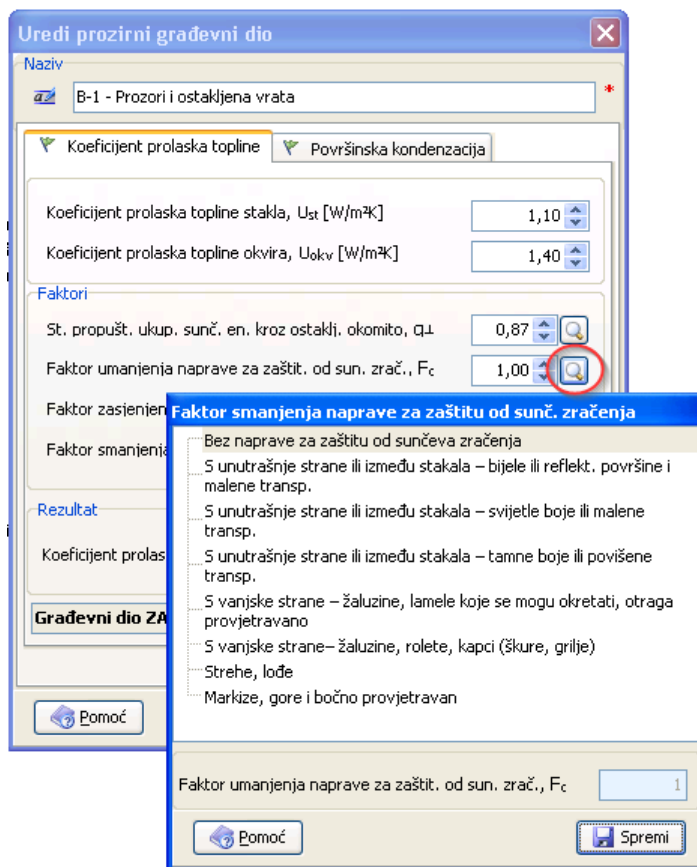 Uredi prozirni građevni dio
Naziv
B-1 - Prozori i ostakljena vrata
*
Koeficijent prolaska topline
Površinska kondenzacija
Koeficijent prolaska topline stakla, Ust [W/m²K]
1,10
Koeficijent prolaska topline okvira, Uokv [W/m²K]
1,40
Faktori
St. propušt. ukup. sunč. en. kroz ostaklj. okomito, g⊥
0,87
Faktor umanjenja naprave za zaštit. od sun. zrač., Fc
1,00
Faktor zasjenjen
Faktor smanjenja
Rezultat
Koeficijent prolas
Građevni dio ZA
Pomoć
Faktor smanjenja naprave za zaštitu od sunč. zračenja
Bez naprave za zaštitu od sunčeva zračenja
S unutrašnje strane ili između stakala – bijele ili reflekt. površine i
malene transp.
S unutrašnje strane ili između stakala – svijetle boje ili malene
transp.
S unutrašnje strane ili između stakala – tamne boje ili povišene
transp.
S vanjske strane – žaluzine, lamele koje se mogu okretati, otraga
provjetravano
S vanjske strane– žaluzine, rolete, kapci (škure, grilje)
Strehe, lođe
Markize, gore i bočno provjetravan
Faktor umanjenja naprave za zaštit. od sun. zrač., Fc
1
Pomoć
Spremi